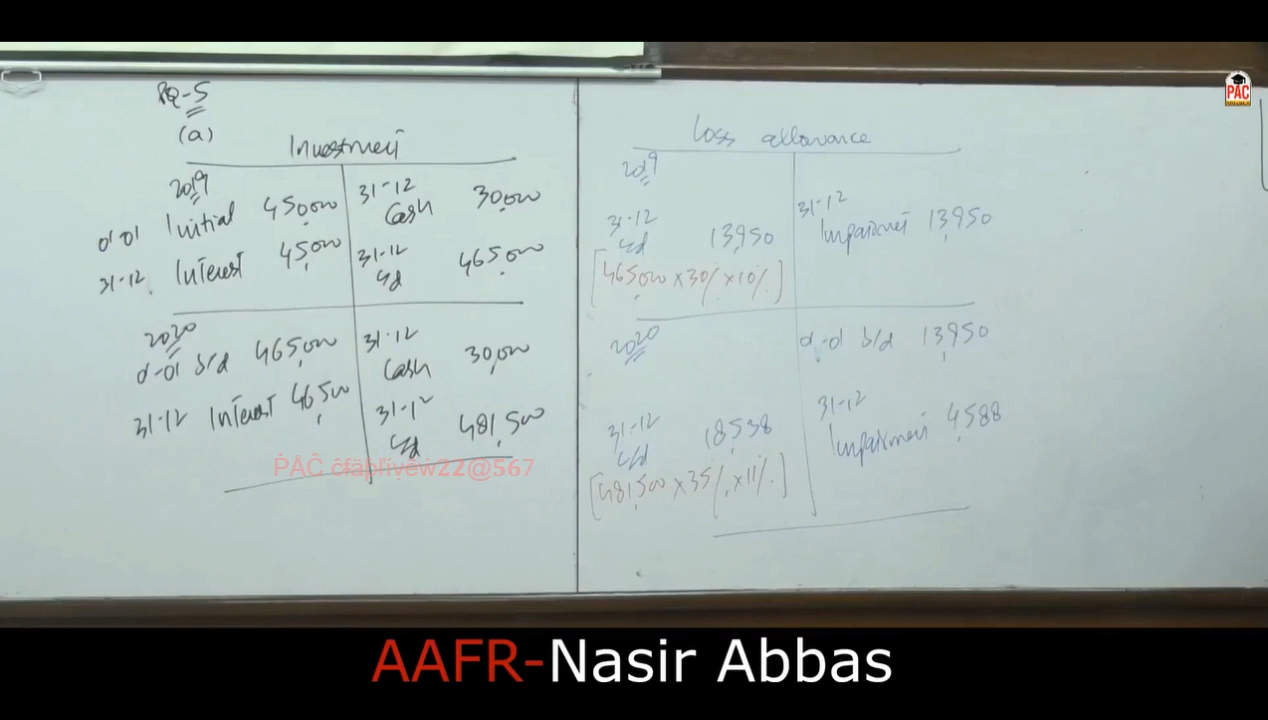 PQ-5
(a)
Investment
2019
01-01 Initial 450,000
31-12 Interest 45,000
31-12 Cash 30,000
31-12 c/d 465,000
2020
01-01 b/d 465,000
31-12 Interest 46,500
31-12 Cash 30,000
31-12 c/d 481,500
Loss allowance
2019
31-12 c/d 13,950
[465,000 x 30% x 10%]
31-12 Impairment 13,950
2020
31-12 c/d 18,538
[481,500 x 35% x 11%]
01-01 b/d 13,950
31-12 Impairment 4,588
PAC
ṖÄĈ ċfäpľïvëẇ22@567
AAFR-Nasir Abbas